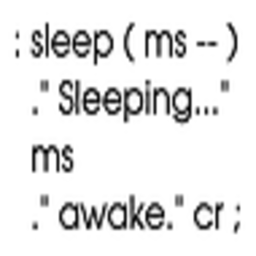 : sleep ( ms -- )
." Sleeping..."
ms
." awake." cr ;